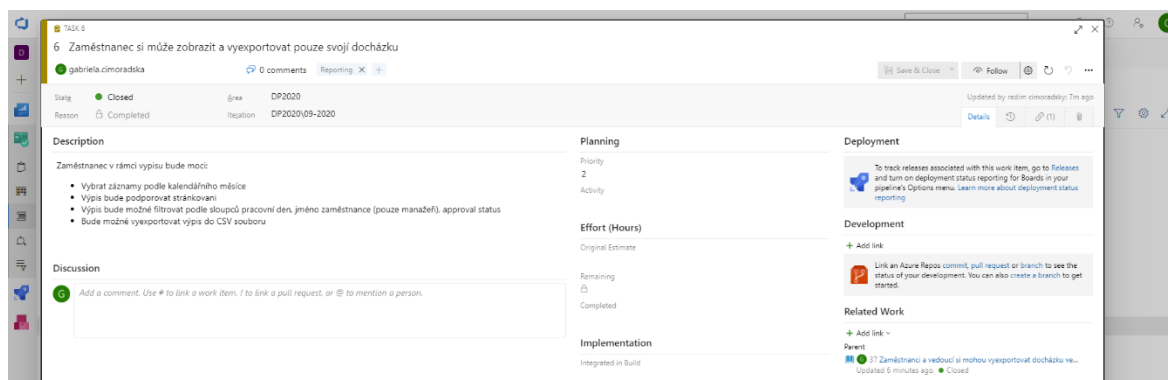 TASK 6
6 Zaměstnanec si může zobrazit a vyexportovat pouze svojí docházku
gabriela.cimoradska
0 comments
Reporting
Save & Close
Follow
State
Closed
Area
DP2020
Reason
Completed
Iteration
DP2020\09-2020
Updated by radim cimoradsky: 7m ago
Details
(1)
Description
Zaměstnanec v rámci vypisu bude moci:
Vybrat záznamy podle kalendářního měsíce
Výpis bude podporovat stránkovaní
Výpis bude možné filtrovat podle sloupců pracovní den, jméno zaměstnance (pouze manažeři), approval status
Bude možné vyexportovat výpis do CSV souboru
Discussion
G
Add a comment. Use # to link a work item, ! to link a pull request, or @ to mention a person.
Planning
Priority
2
Activity
Effort (Hours)
Original Estimate
Remaining
Completed
Implementation
Integrated in Build
Deployment
To track releases associated with this work item, go to Releases
and turn on deployment status reporting for Boards in your
pipeline's Options menu. Learn more about deployment status
reporting
Development
+ Add link
Link an Azure Repos commit, pull request or branch to see the
status of your development. You can also create a branch to get
started.
Related Work
+ Add link
Parent
37 Zaměstnanci a vedoucí si mohou vyexportovat docházku ve...
Updated 6 minutes ago, Closed
D